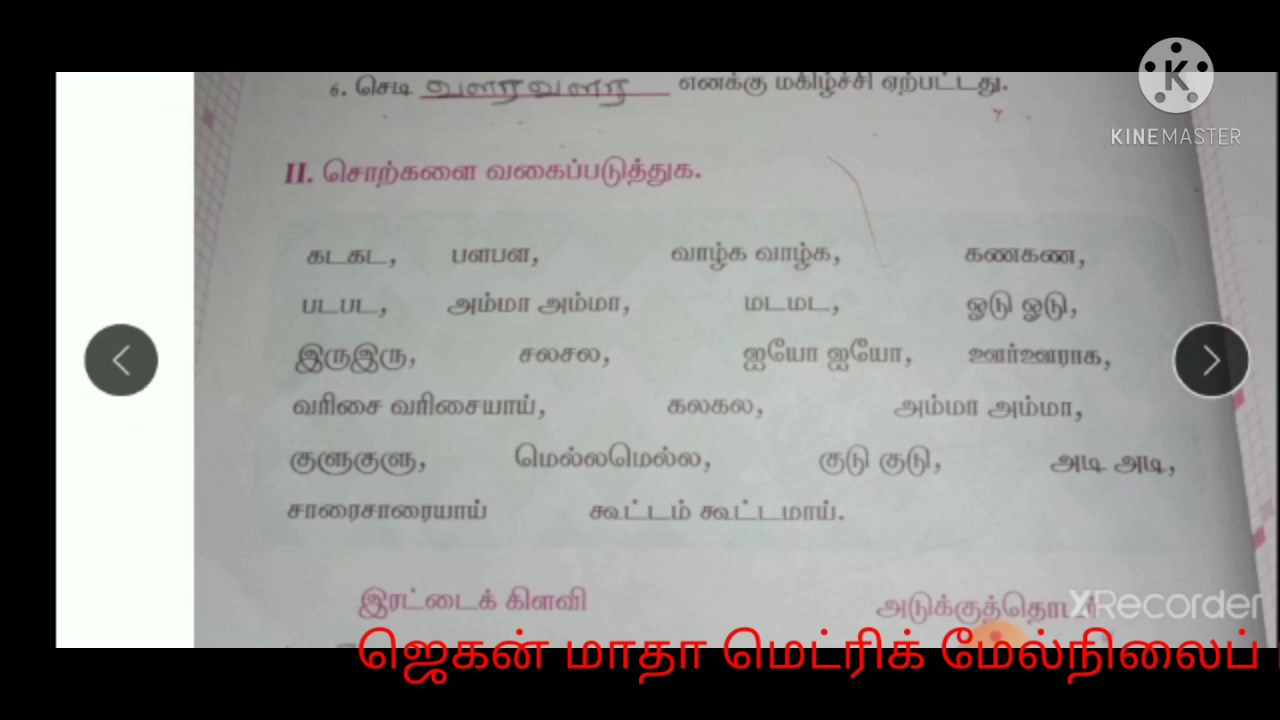 6. செடி வளரவளர எனக்கு மகிழ்ச்சி ஏற்பட்டது.
KINEMASTER
II. சொற்களை வகைப்படுத்துக.
கடகட, பளபள, வாழ்க வாழ்க, கணகண,
படபட, அம்மா அம்மா, மடமட, ஓடு ஓடு,
இருஇரு, சலசல, ஐயோ ஐயோ, ஊர்ஊராக,
வரிசை வரிசையாய், கலகல, அம்மா அம்மா,
குளுகுளு, மெல்லமெல்ல, குடு குடு, அடி அடி,
சாரைசாரையாய் கூட்டம் கூட்டமாய்.
இரட்டைக் கிளவி அடுக்குத்தொடர்
XRecorder
ஜெகன் மாதா மெட்ரிக் மேல்நிலைப்